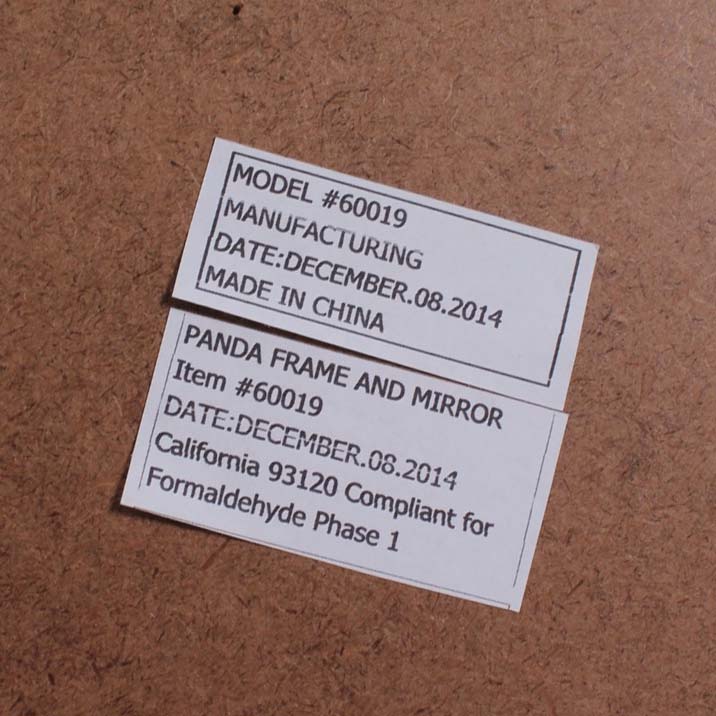 MODEL #60019
MANUFACTURING
DATE:DECEMBER.08.2014
MADE IN CHINA
PANDA FRAME AND MIRROR
Item #60019
DATE:DECEMBER.08.2014
California 93120 Compliant for
Formaldehyde Phase 1